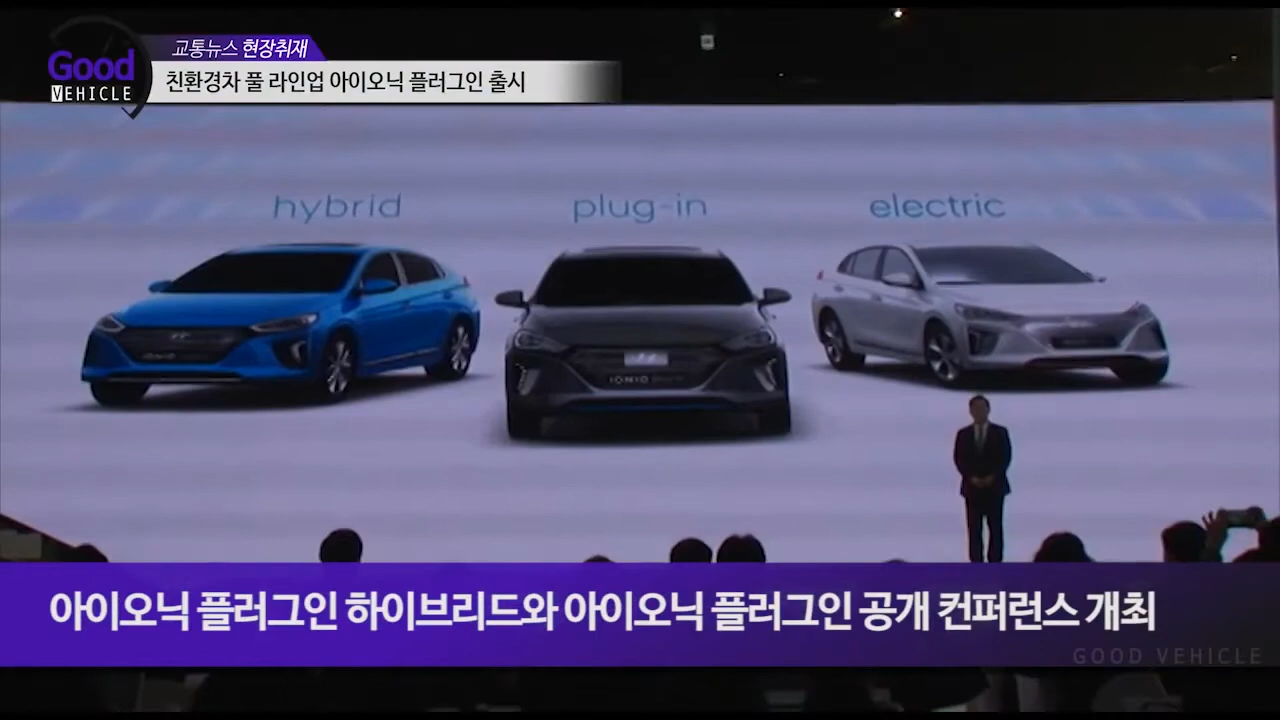 Good
VEHICLE
교통뉴스 현장취재
친환경차 풀 라인업 아이오닉 플러그인 출시
hybrid
plug-in
electric
IONIQ
아이오닉 플러그인 하이브리드와 아이오닉 플러그인 공개 컨퍼런스 개최
GOOD VEHICLE